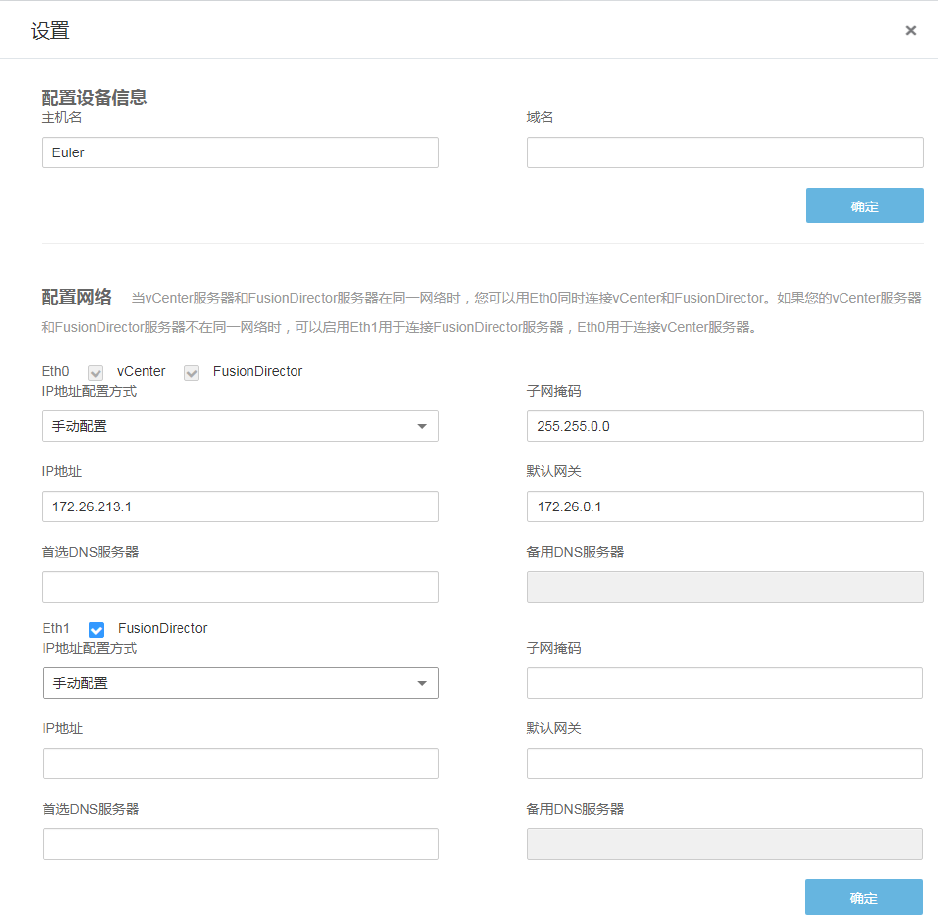 设置
×
配置设备信息
主机名
域名
Euler
确定
配置网络 当vCenter服务器和FusionDirector服务器在同一网络时，您可以用Eth0同时连接vCenter和FusionDirector。如果您的vCenter服务器
和FusionDirector服务器不在同一网络时，可以启用Eth1用于连接FusionDirector服务器，Eth0用于连接vCenter服务器。
Eth0 vCenter FusionDirector
IP地址配置方式
子网掩码
手动配置
255.255.0.0
IP地址
默认网关
172.26.213.1
172.26.0.1
首选DNS服务器
备用DNS服务器
Eth1 FusionDirector
IP地址配置方式
子网掩码
手动配置
IP地址
默认网关
首选DNS服务器
备用DNS服务器
确定